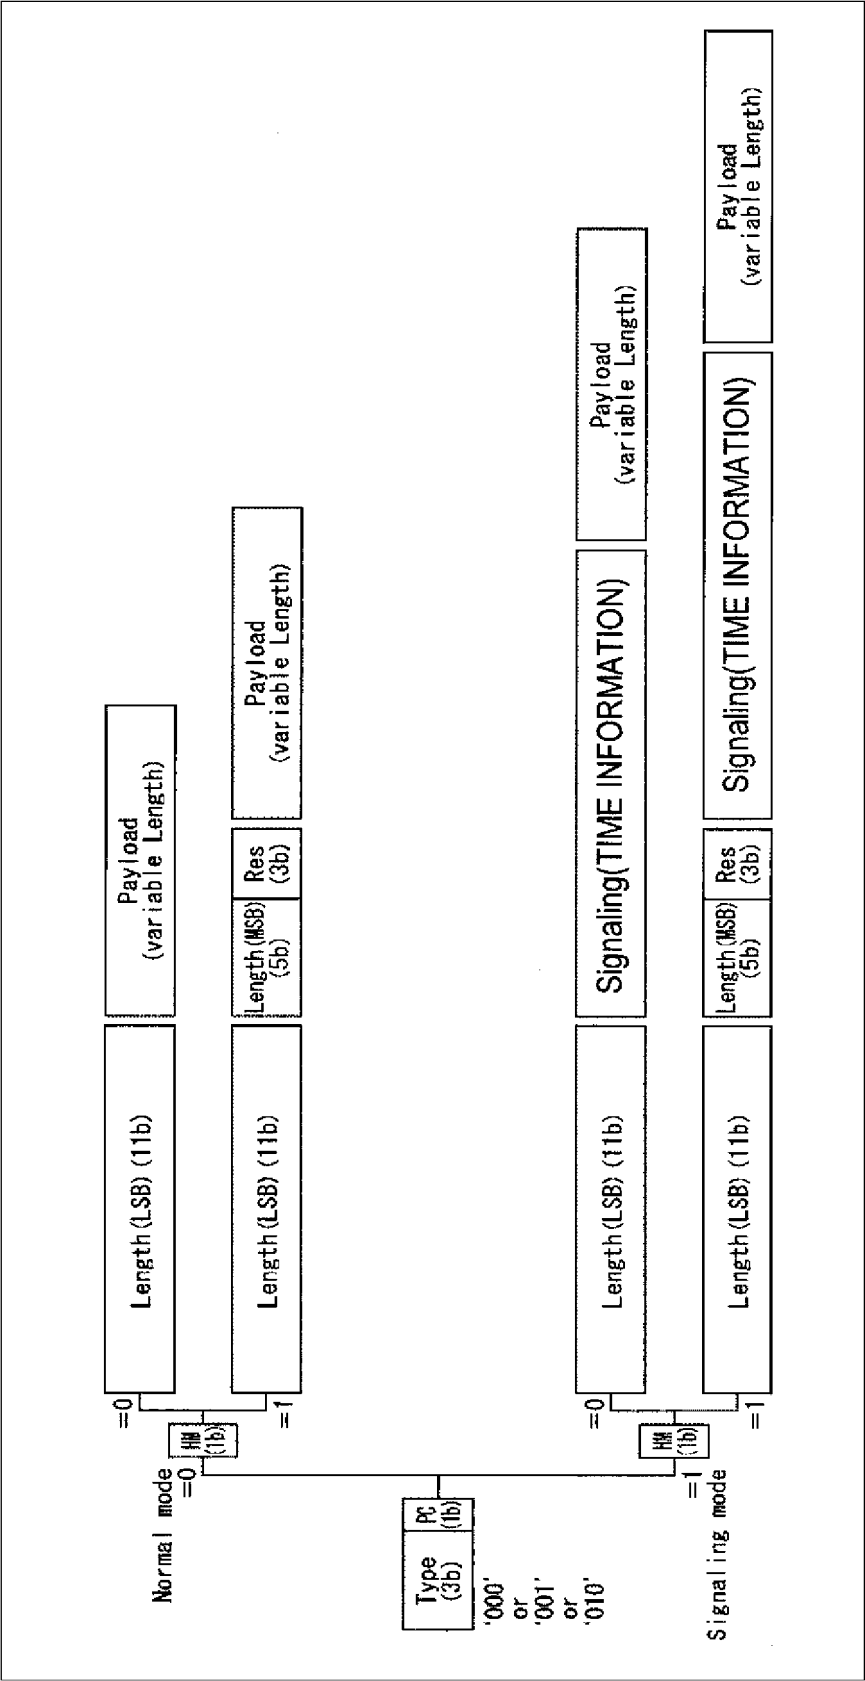 Normal mode
=0
HM
(1b)
=0
Length(LSB) (11b)
Payload
(variable Length)
=1
Length(LSB) (11b)
Length(MSB)
(5b)
Res
(3b)
Payload
(variable Length)
Type
(3b)
PC
(1b)
'000'
or
'001'
or
'010'
=1
Signaling mode
HM
(1b)
=0
Length(LSB) (11b)
Signaling(TIME INFORMATION)
Payload
(variable Length)
=1
Length(LSB) (11b)
Length(MSB)
(5b)
Res
(3b)
Signaling(TIME INFORMATION)
Payload
(variable Length)